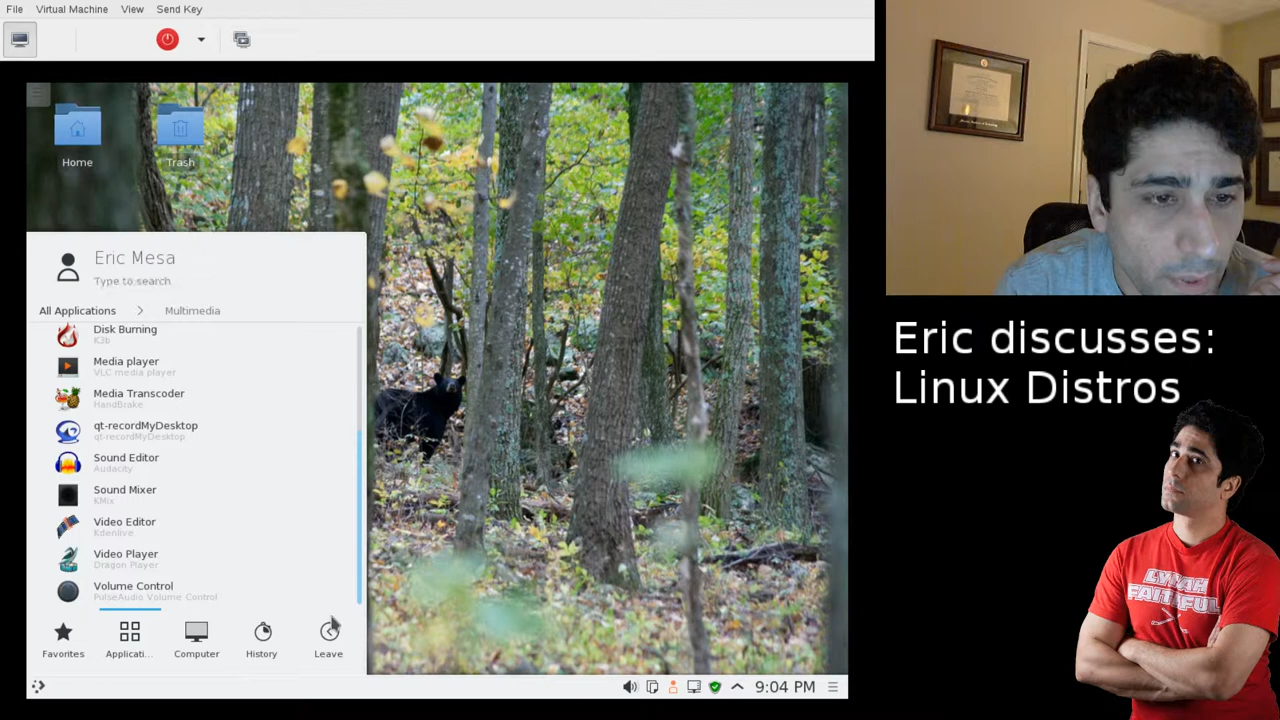 File Virtual Machine View Send Key
Home
Trash
Eric Mesa
Type to search
All Applications
Multimedia
Disk Burning
K3b
Media player
VLC media player
Media Transcoder
HandBrake
qt-recordMyDesktop
qt-recordMyDesktop
Sound Editor
Audacity
Sound Mixer
KMix
Video Editor
Kdenlive
Video Player
Dragon Player
Volume Control
PulseAudio Volume Control
Favorites
Applicati...
Computer
History
Leave
9:04 PM
Eric discusses:
Linux Distros